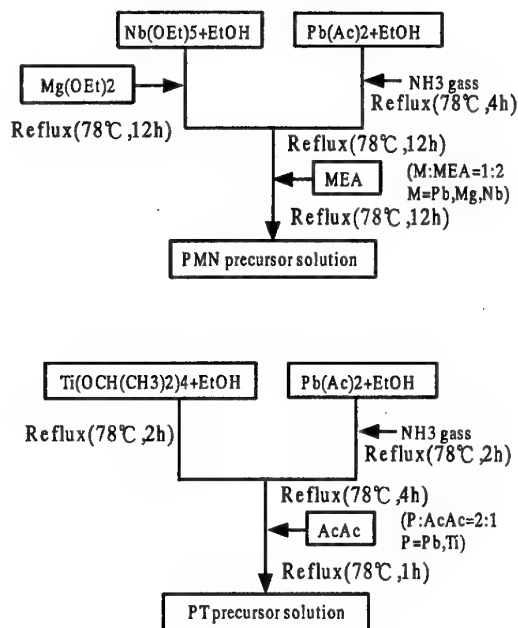 Nb(OEt)5+EtOH
Pb(Ac)2+EtOH
Mg(OEt)2
NH3 gass
Reflux(78℃,4h)
Reflux(78℃,12h)
Reflux(78℃,12h)
MEA
(M:MEA=1:2
M=Pb,Mg,Nb)
Reflux(78℃,12h)
PMN precursor solution
Ti(OCH(CH3)2)4+EtOH
Pb(Ac)2+EtOH
Reflux(78℃,2h)
NH3 gass
Reflux(78℃,2h)
Reflux(78℃,4h)
AcAc
(P:AcAc=2:1
P=Pb,Ti)
Reflux(78℃,1h)
PT precursor solution